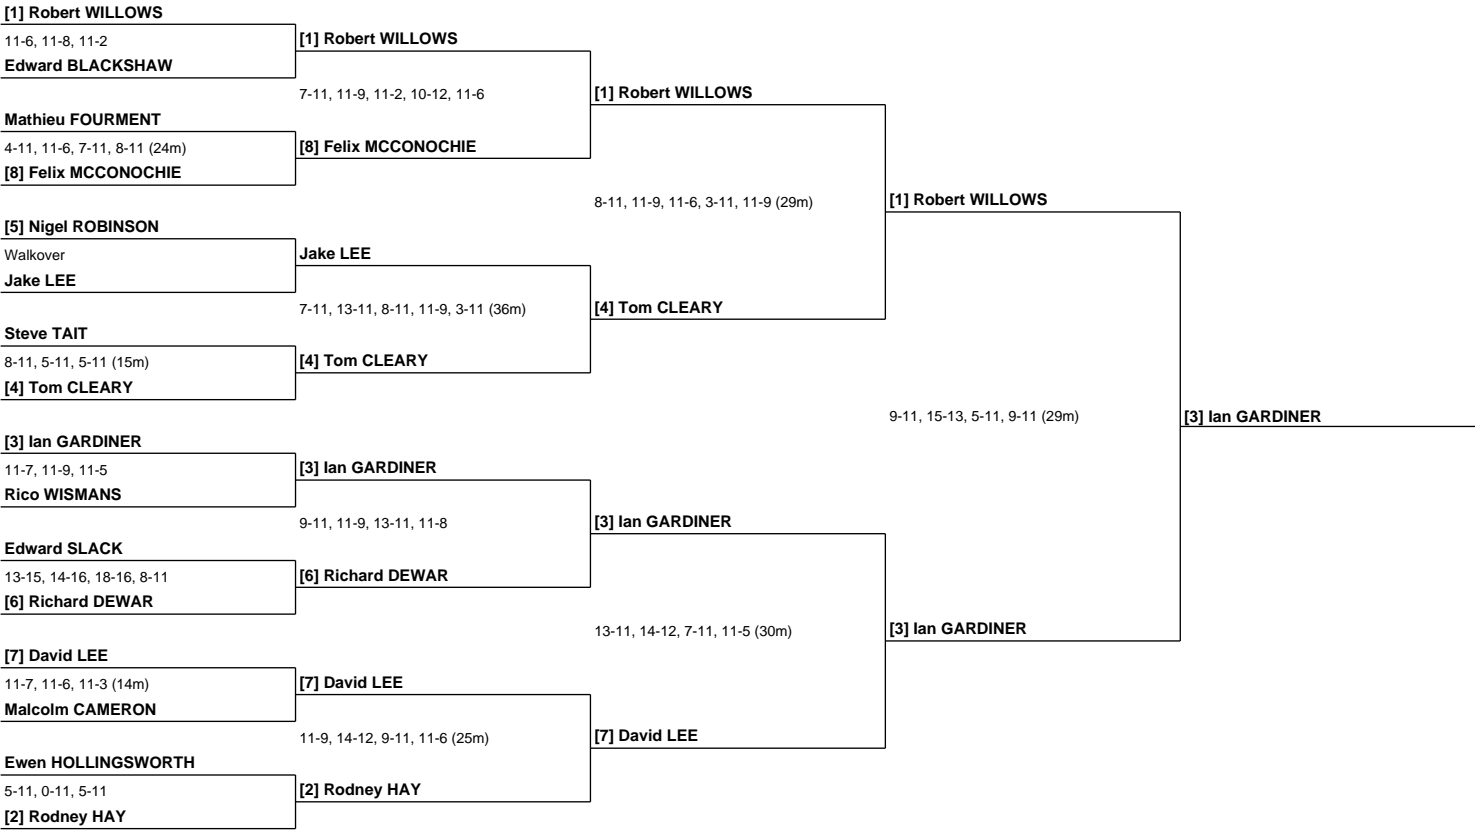 [1] Robert WILLOWS
11-6, 11-8, 11-2
Edward BLACKSHAW
Mathieu FOURMENT
4-11, 11-6, 7-11, 8-11 (24m)
[8] Felix MCCONOCHIE
[5] Nigel ROBINSON
Walkover
Jake LEE
Steve TAIT
8-11, 5-11, 5-11 (15m)
[4] Tom CLEARY
[3] Ian GARDINER
11-7, 11-9, 11-5
Rico WISMANS
Edward SLACK
13-15, 14-16, 18-16, 8-11
[6] Richard DEWAR
[7] David LEE
11-7, 11-6, 11-3 (14m)
Malcolm CAMERON
Ewen HOLLINGSWORTH
5-11, 0-11, 5-11
[2] Rodney HAY
[1] Robert WILLOWS
7-11, 11-9, 11-2, 10-12, 11-6
[8] Felix MCCONOCHIE
Jake LEE
7-11, 13-11, 8-11, 11-9, 3-11 (36m)
[4] Tom CLEARY
[3] Ian GARDINER
9-11, 11-9, 13-11, 11-8
[6] Richard DEWAR
[7] David LEE
11-9, 14-12, 9-11, 11-6 (25m)
[2] Rodney HAY
[1] Robert WILLOWS
8-11, 11-9, 11-6, 3-11, 11-9 (29m)
[4] Tom CLEARY
[3] Ian GARDINER
13-11, 14-12, 7-11, 11-5 (30m)
[7] David LEE
[1] Robert WILLOWS
9-11, 15-13, 5-11, 9-11 (29m)
[3] Ian GARDINER
[3] Ian GARDINER